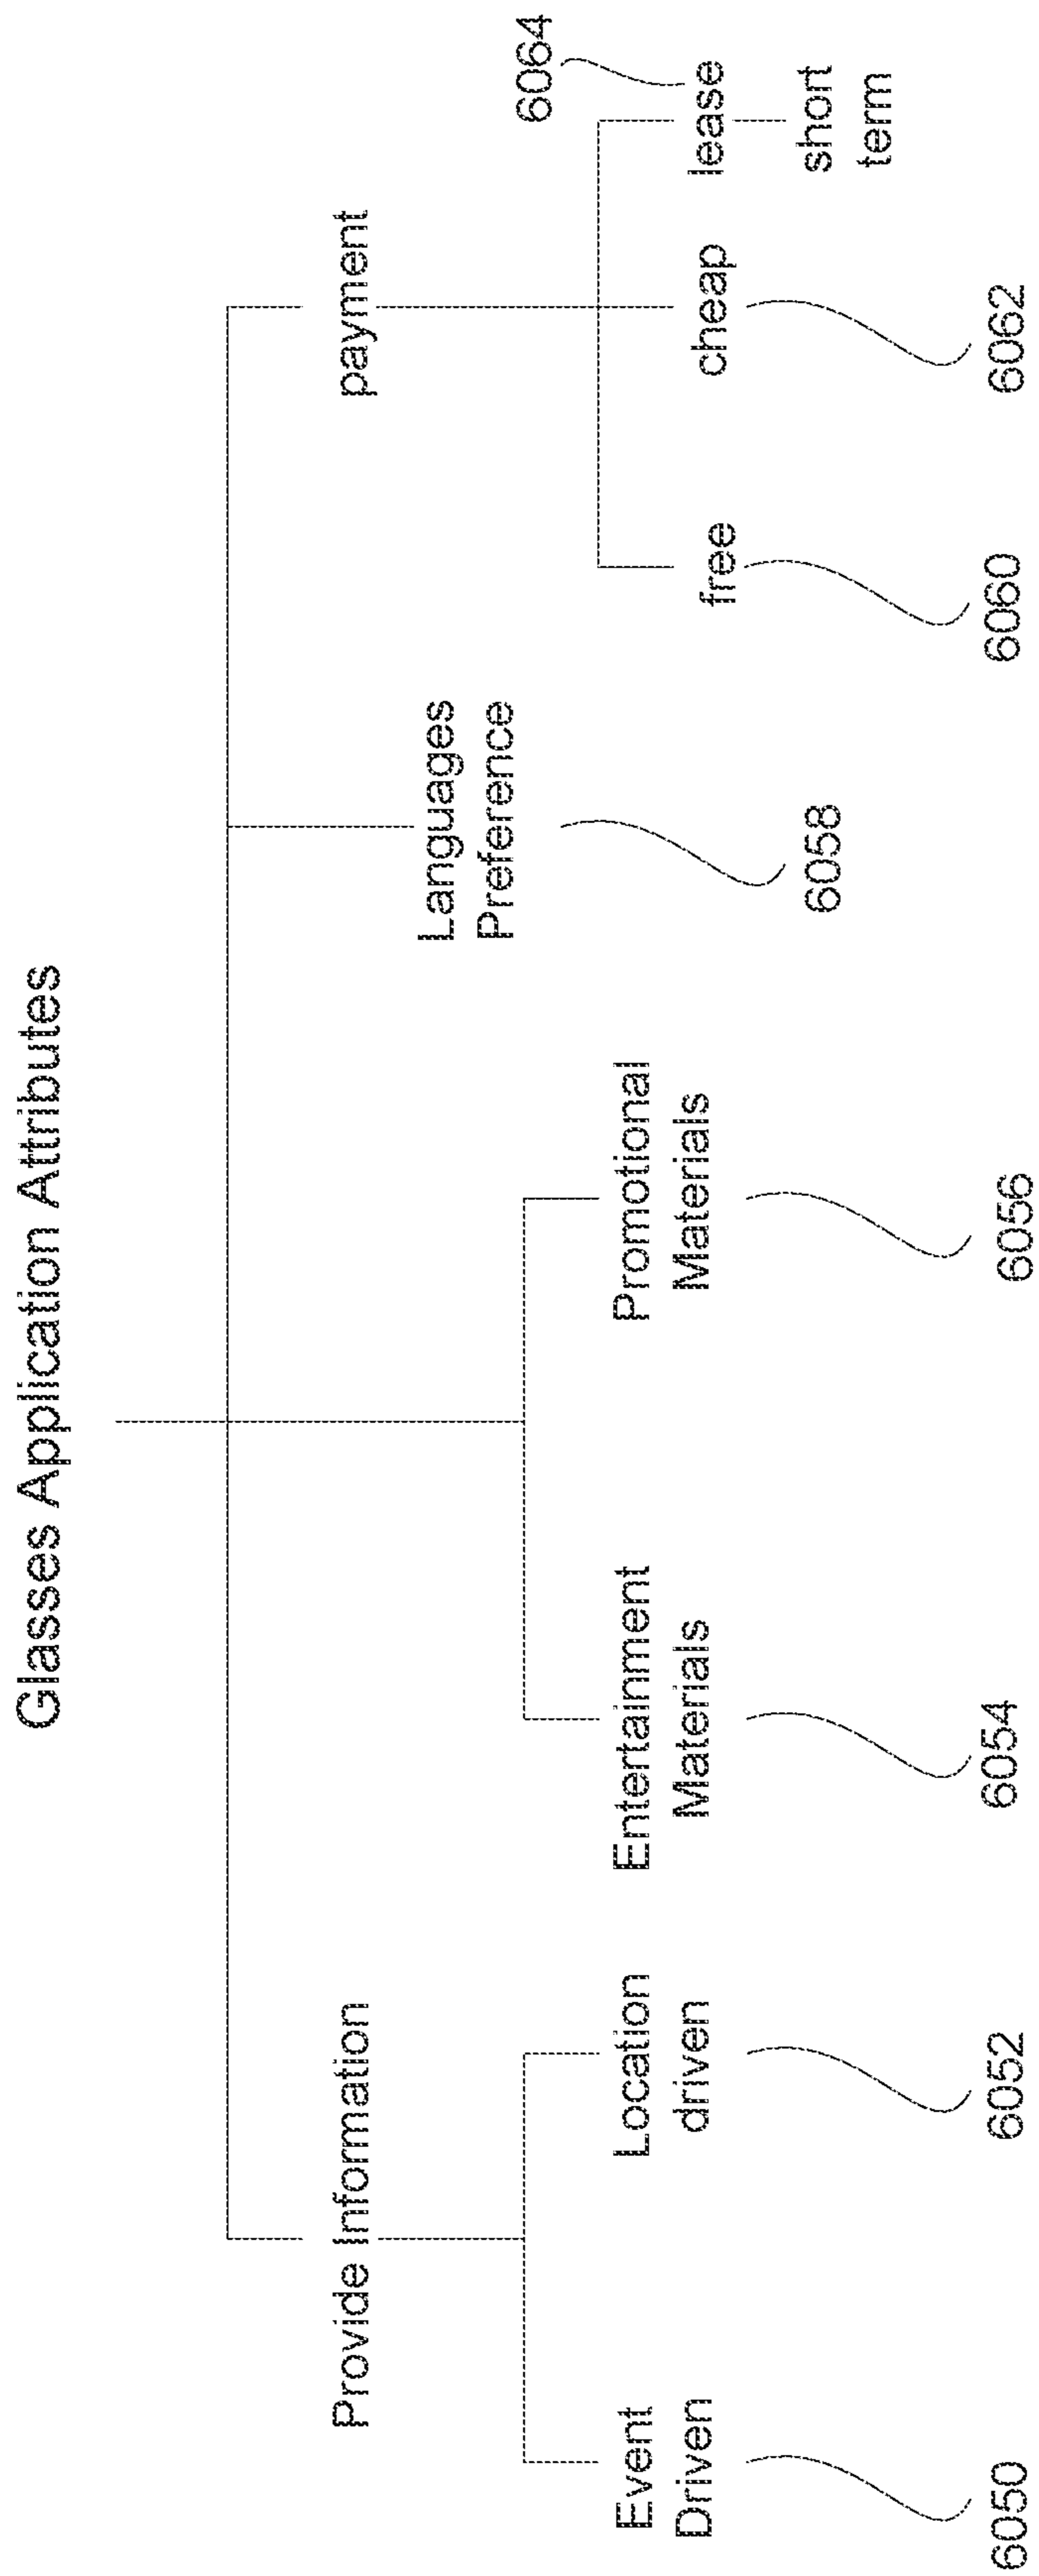 Glasses Application Attributes
Provide Information
payment
Event
Driven
6050
Location
driven
6052
Entertainment
Materials
6054
Promotional
Materials
6056
Languages
Preference
6058
free
6060
cheap
6062
lease
6064
short
term